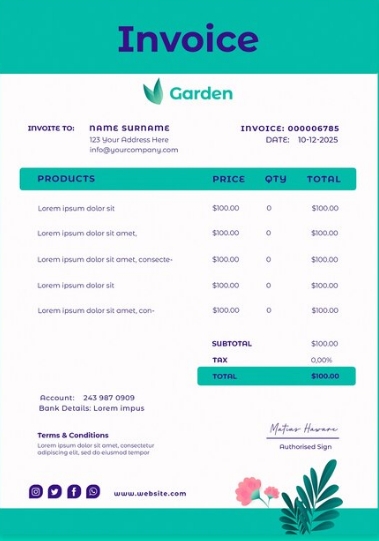 Invoice
Garden
INVOITE TO: NAME SURNAME
123 Your Address Here
info@yourcompany.com
INVOICE: 000006785
DATE: 10-12-2025
PRODUCTS PRICE QTY TOTAL
Lorem ipsum dolor sit $100.00 0 $100.00
Lorem ipsum dolor sit amet, $100.00 0 $100.00
Lorem ipsum dolor sit amet, consecte- $100.00 0 $100.00
Lorem ipsum dolor sit $100.00 0 $100.00
Lorem ipsum dolor sit amet, con- $100.00 0 $100.00
SUBTOTAL $100.00
TAX 0,00%
TOTAL $100.00
Account: 243 987 0909
Bank Details: Lorem impus
Matias Haware
Authorised Sign
Terms & Conditions
Lorem ipsum dolor sit amet, consectetur
adipiscing elit, sed diam nonummy
www.website.com